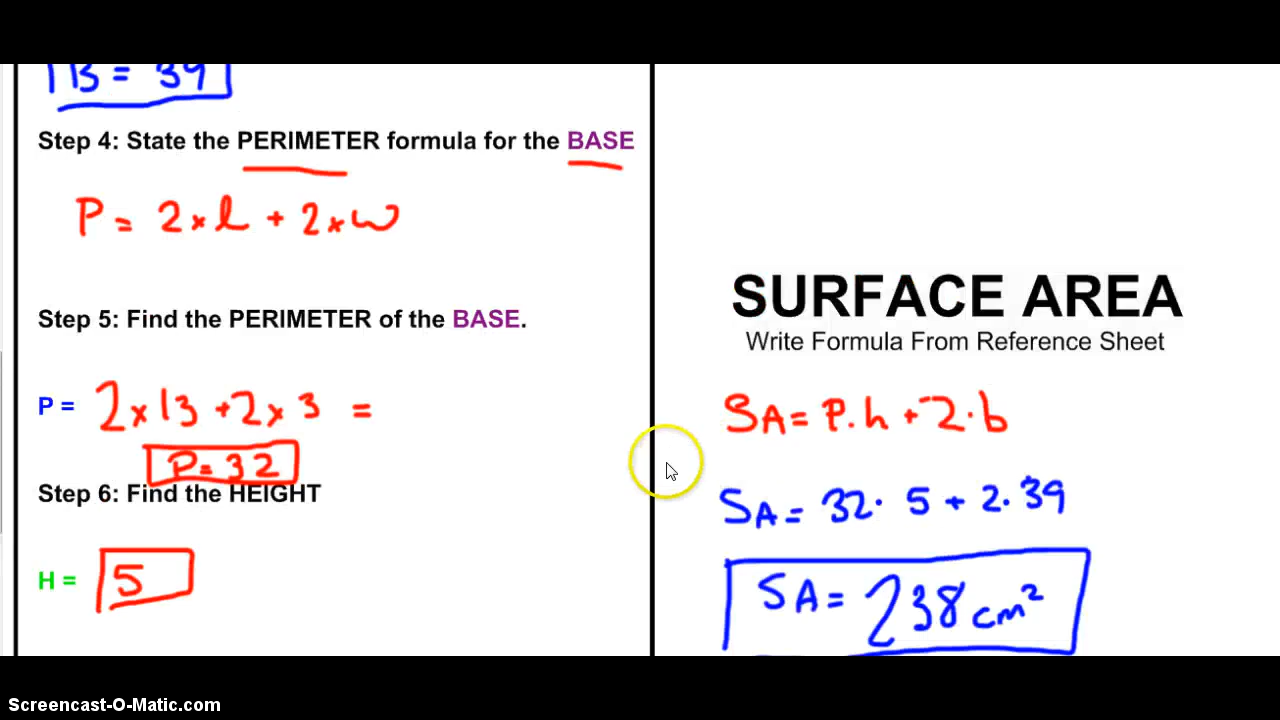 B = 39
Step 4: State the PERIMETER formula for the BASE
P = 2 x l + 2 x w
Step 5: Find the PERIMETER of the BASE.
P = 2 x 13 + 2 x 3 =
P = 32
Step 6: Find the HEIGHT
H = 5
SURFACE AREA
Write Formula From Reference Sheet
SA = P. h + 2. b
SA = 32. 5 + 2. 39
SA = 238 cm²
Screencast-O-Matic.com